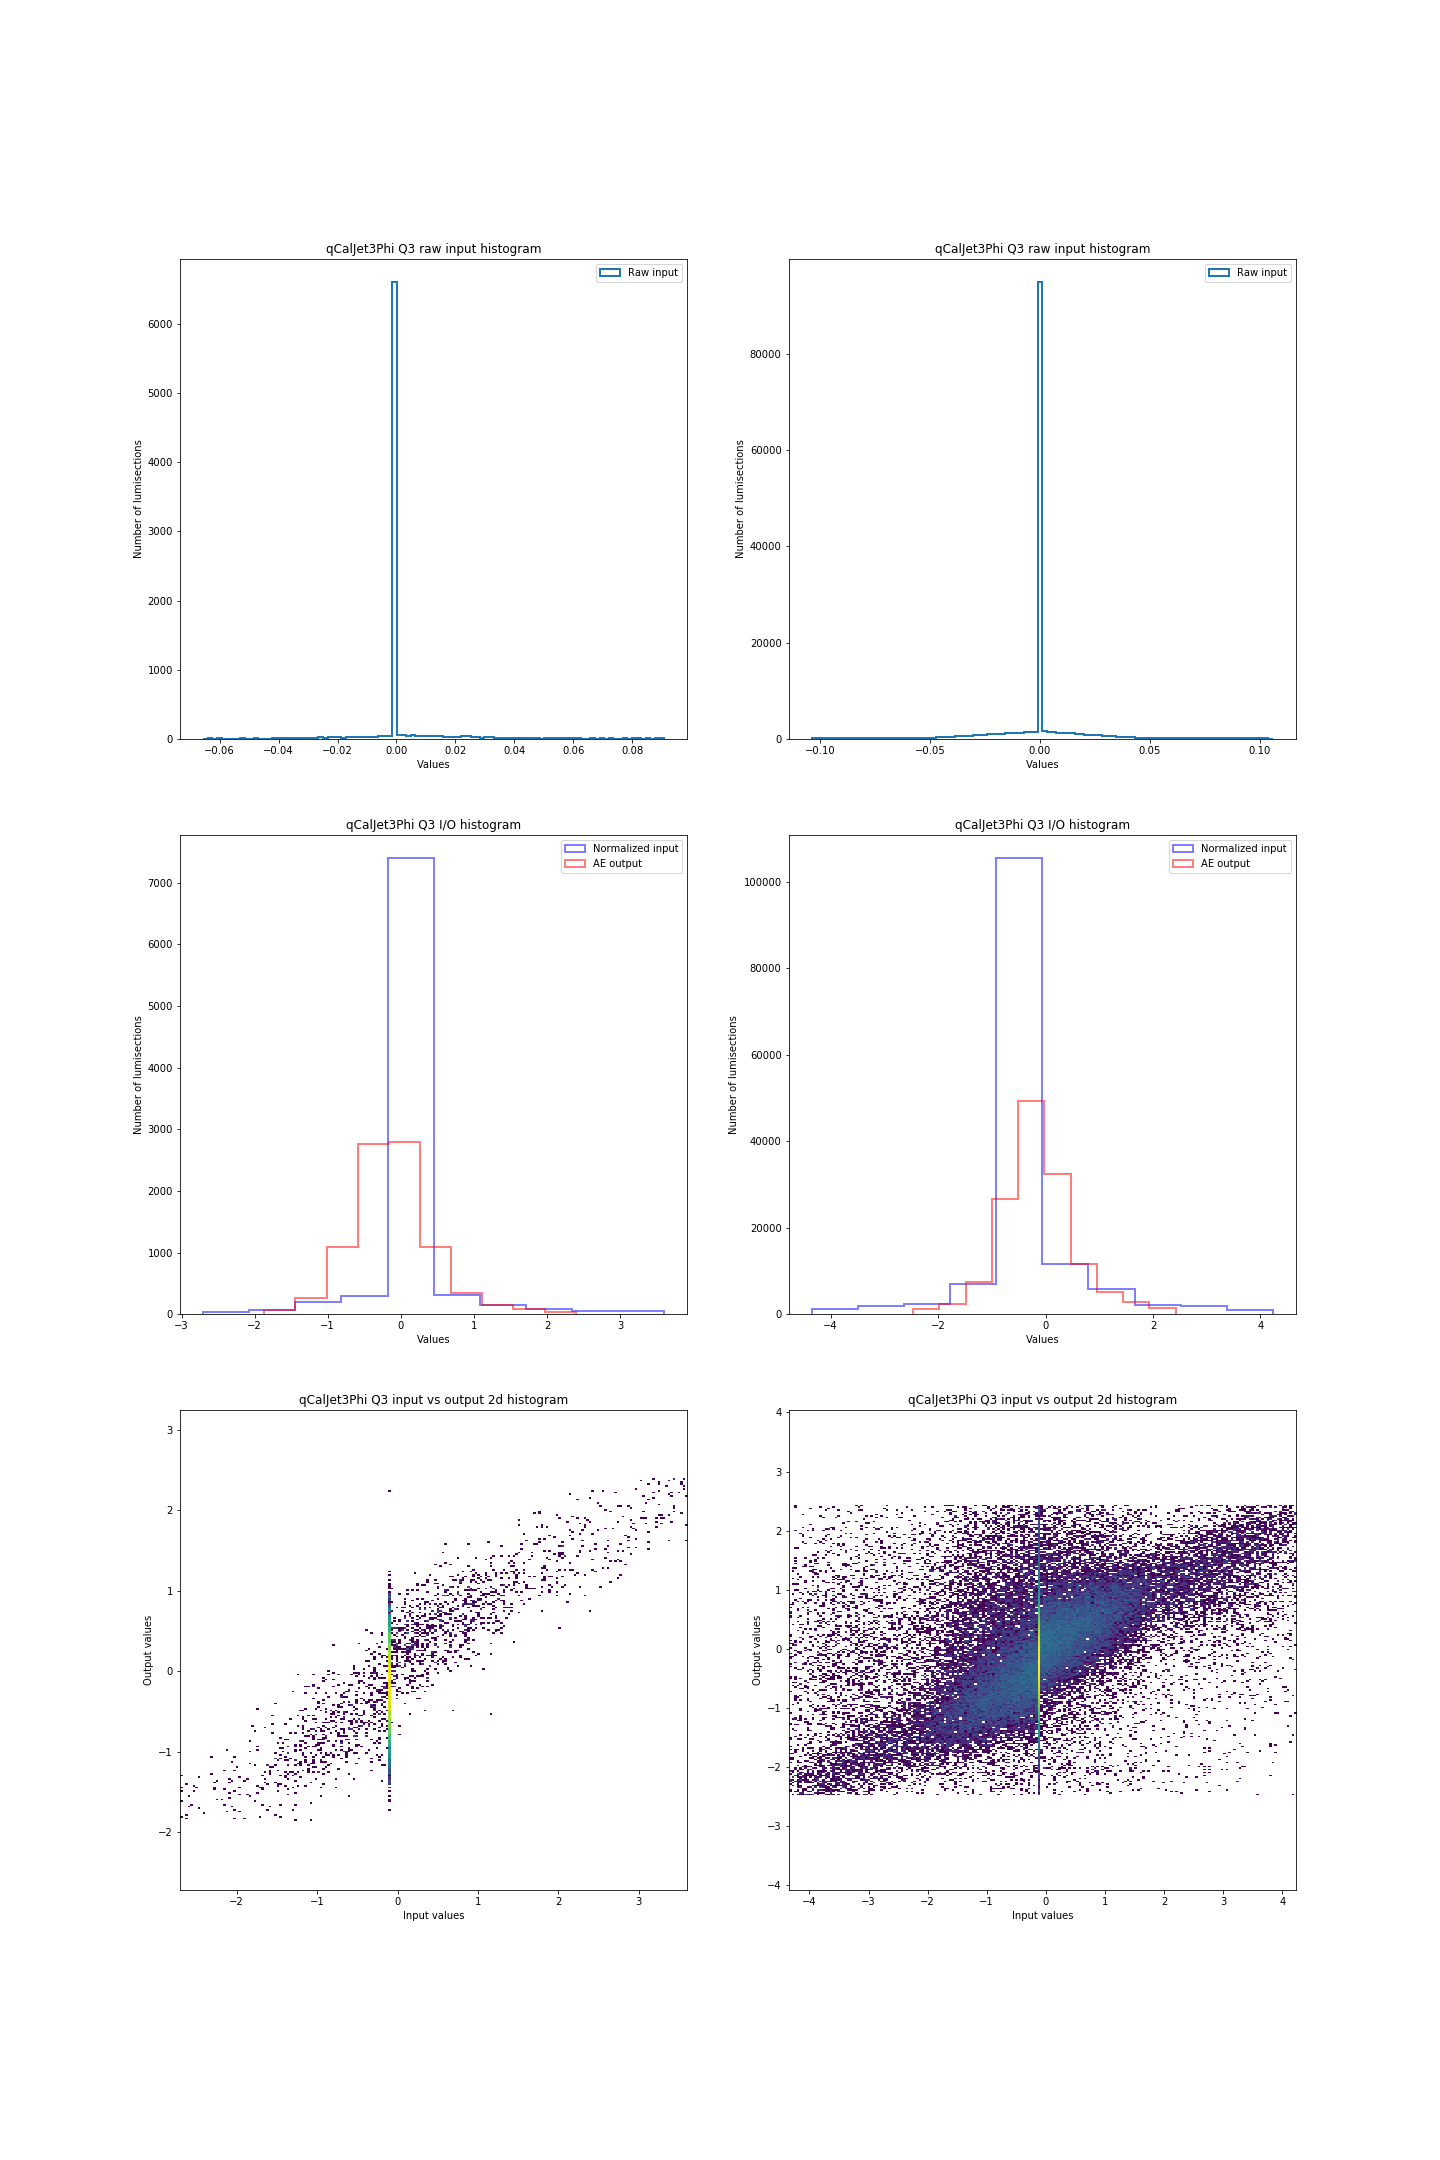 qCalJet3Phi Q3 raw input histogram
Raw input
Number of lumisections
6000
5000
4000
3000
2000
1000
0
−0.06 −0.04 −0.02 0.00 0.02 0.04 0.06 0.08
Values
qCalJet3Phi Q3 raw input histogram
Raw input
Number of lumisections
80000
60000
40000
20000
0
−0.10 −0.05 0.00 0.05 0.10
Values
qCalJet3Phi Q3 I/O histogram
Normalized input
AE output
Number of lumisections
7000
6000
5000
4000
3000
2000
1000
0
−3 −2 −1 0 1 2 3
Values
qCalJet3Phi Q3 I/O histogram
Normalized input
AE output
Number of lumisections
100000
80000
60000
40000
20000
0
−4 −2 0 2 4
Values
qCalJet3Phi Q3 input vs output 2d histogram
Output values
3
2
1
0
−1
−2
−2 −1 0 1 2 3
Input values
qCalJet3Phi Q3 input vs output 2d histogram
Output values
4
3
2
1
0
−1
−2
−3
−4
−4 −3 −2 −1 0 1 2 3 4
Input values